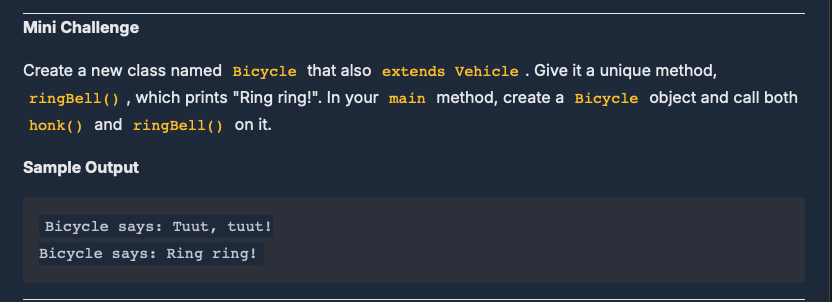 Mini Challenge
Create a new class named Bicycle that also extends Vehicle . Give it a unique method,
ringBell() , which prints "Ring ring!". In your main method, create a Bicycle object and call both
honk() and ringBell() on it.
Sample Output
Bicycle says: Tuut, tuut!
Bicycle says: Ring ring!